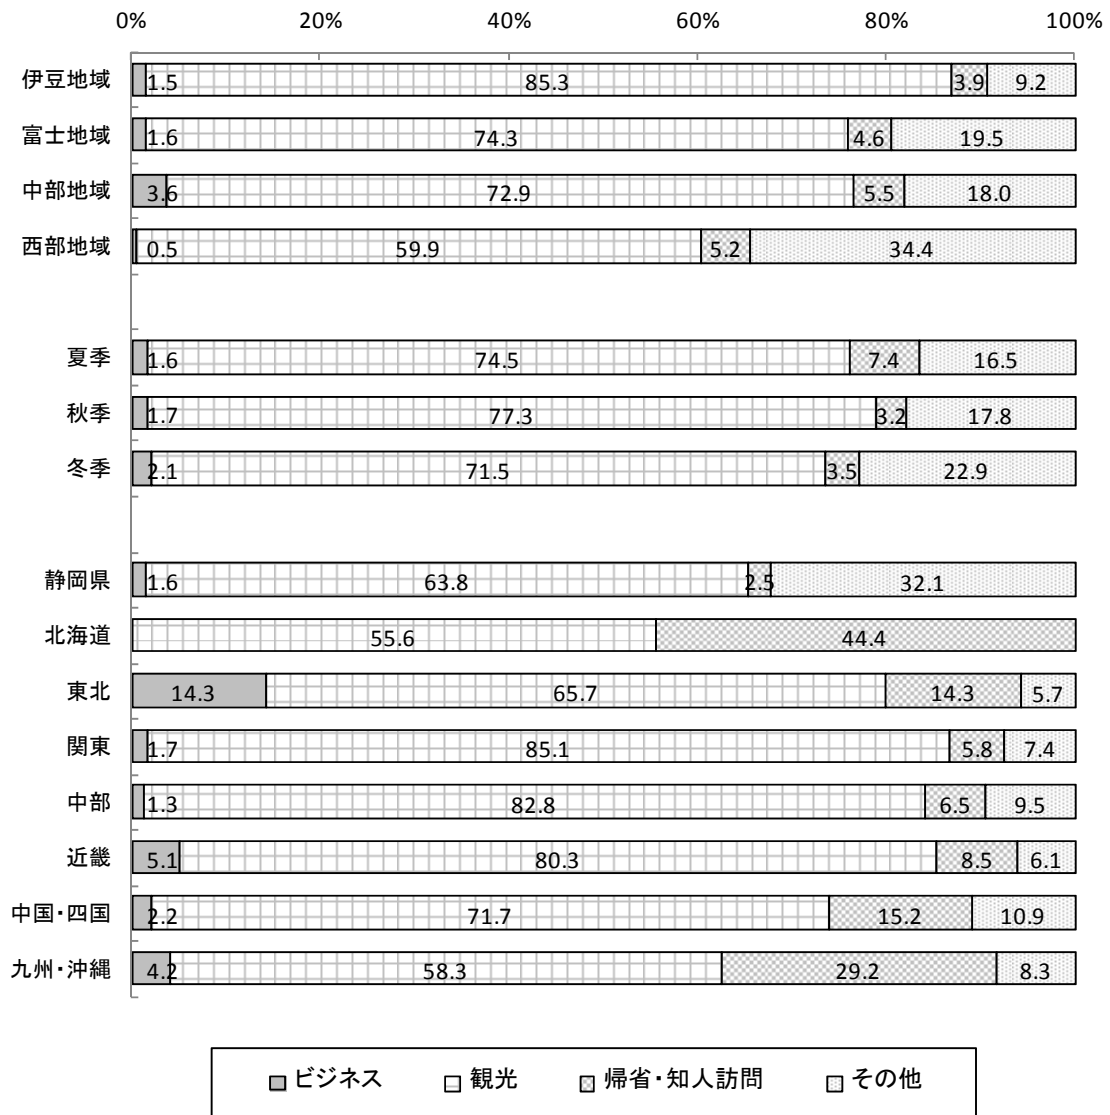 0% 20% 40% 60% 80% 100%
伊豆地域 1.5 85.3 3.9 9.2
富士地域 1.6 74.3 4.6 19.5
中部地域 3.6 72.9 5.5 18.0
西部地域 0.5 59.9 5.2 34.4
夏季 1.6 74.5 7.4 16.5
秋季 1.7 77.3 3.2 17.8
冬季 2.1 71.5 3.5 22.9
静岡県 1.6 63.8 2.5 32.1
北海道 55.6 44.4
東北 14.3 65.7 14.3 5.7
関東 1.7 85.1 5.8 7.4
中部 1.3 82.8 6.5 9.5
近畿 5.1 80.3 8.5 6.1
中国・四国 2.2 71.7 15.2 10.9
九州・沖縄 4.2 58.3 29.2 8.3
ビジネス 観光 帰省・知人訪問 その他